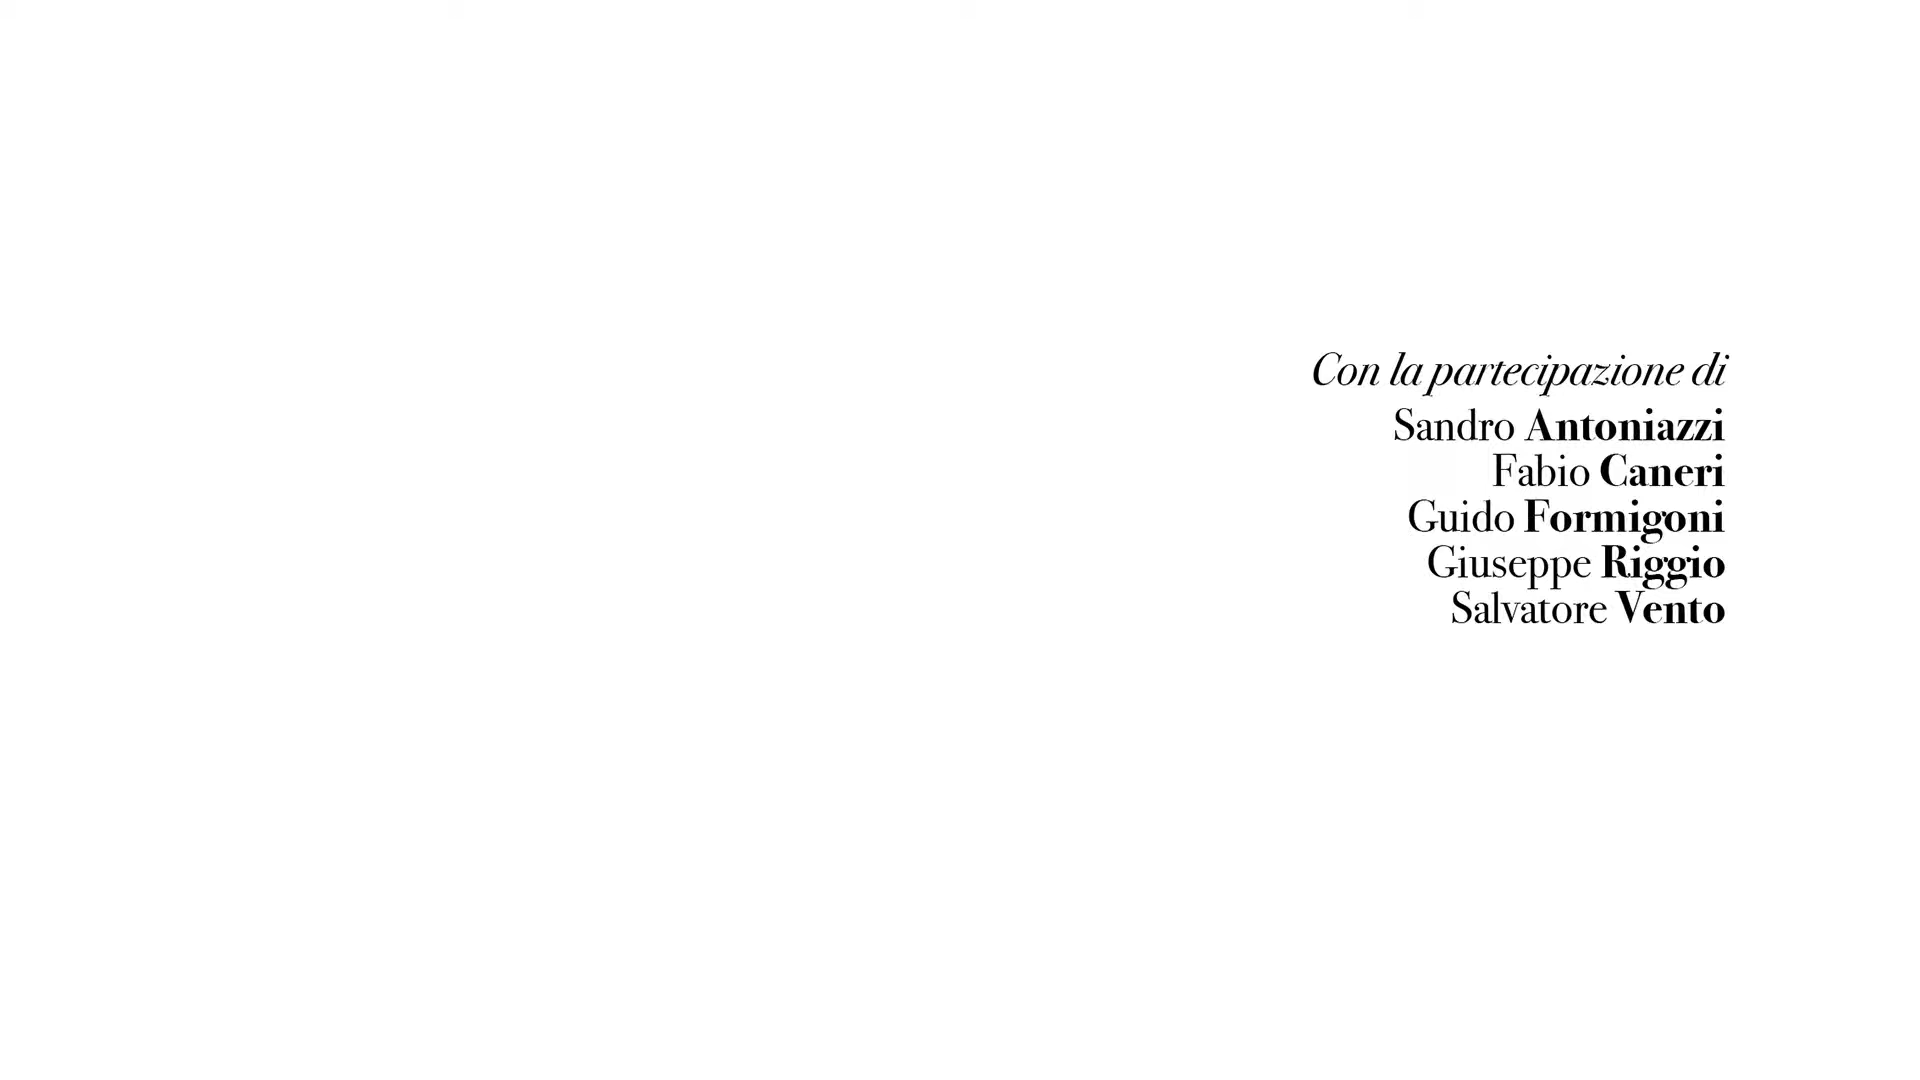 Con la partecipazione di
Sandro Antoniazzi
Fabio Caneri
Guido Formigoni
Giuseppe Riggio
Salvatore Vento